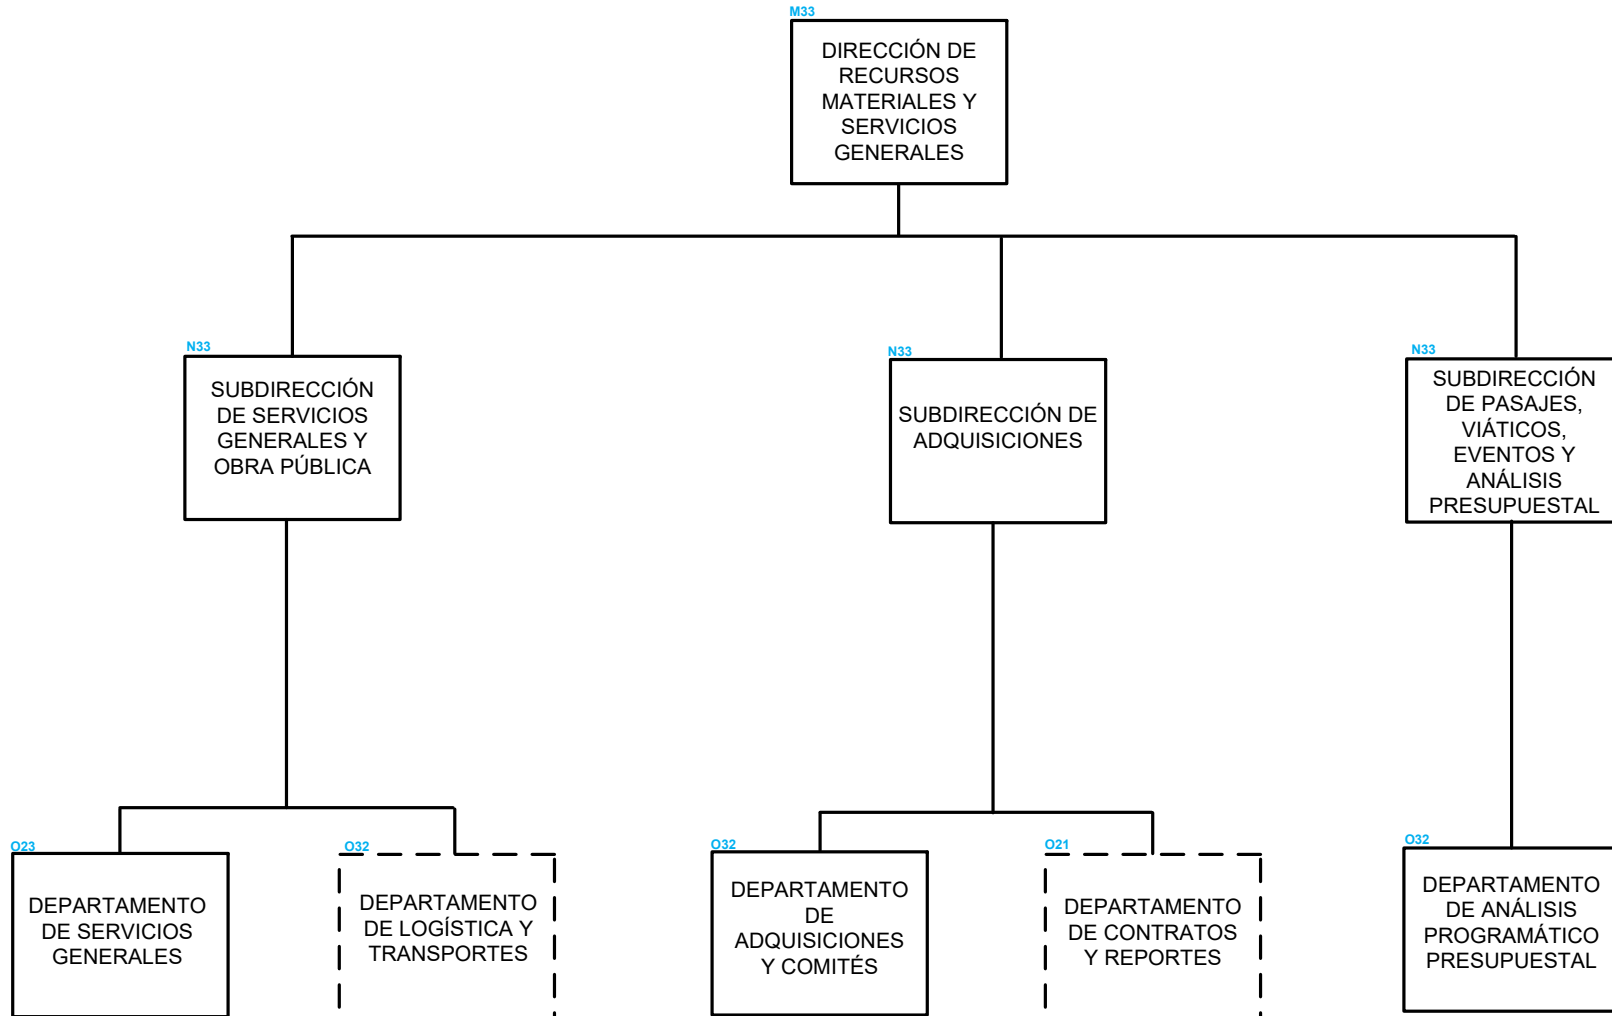 M33
DIRECCIÓN DE
RECURSOS
MATERIALES Y
SERVICIOS
GENERALES
N33
SUBDIRECCIÓN
DE SERVICIOS
GENERALES Y
OBRA PÚBLICA
N33
SUBDIRECCIÓN DE
ADQUISICIONES
N33
SUBDIRECCIÓN
DE PASAJES,
VIÁTICOS,
EVENTOS Y
ANÁLISIS
PRESUPUESTAL
O23
DEPARTAMENTO
DE SERVICIOS
GENERALES
O32
DEPARTAMENTO
DE LOGÍSTICA Y
TRANSPORTES
O32
DEPARTAMENTO
DE
ADQUISICIONES
Y COMITÉS
O21
DEPARTAMENTO
DE CONTRATOS
Y REPORTES
O32
DEPARTAMENTO
DE ANÁLISIS
PROGRAMÁTICO
PRESUPUESTAL